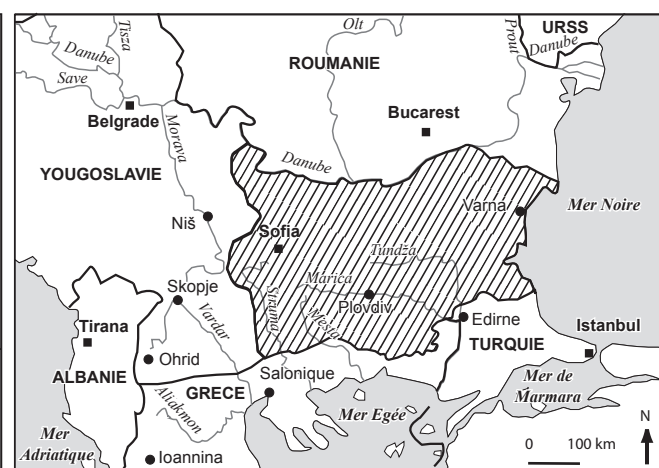 Olt
Prout
URSS
Tisza
Danube
Danube
ROUMANIE
Save
Bucarest
Belgrade
Morava
Danube
YOUGOSLAVIE
Varna
Mer Noire
Niš
Sofia
Tundža
Márica
Skopje
Struma
Plovdiv
Mesta
Vardar
Edirne
Tirana
Istanbul
TURQUIE
Ohrid
ALBANIE
GRECE
Salonique
Mer de
Marmara
Aliakmon
Mer Egée
N
Mer
Adriatique
Ioannina
0 100 km